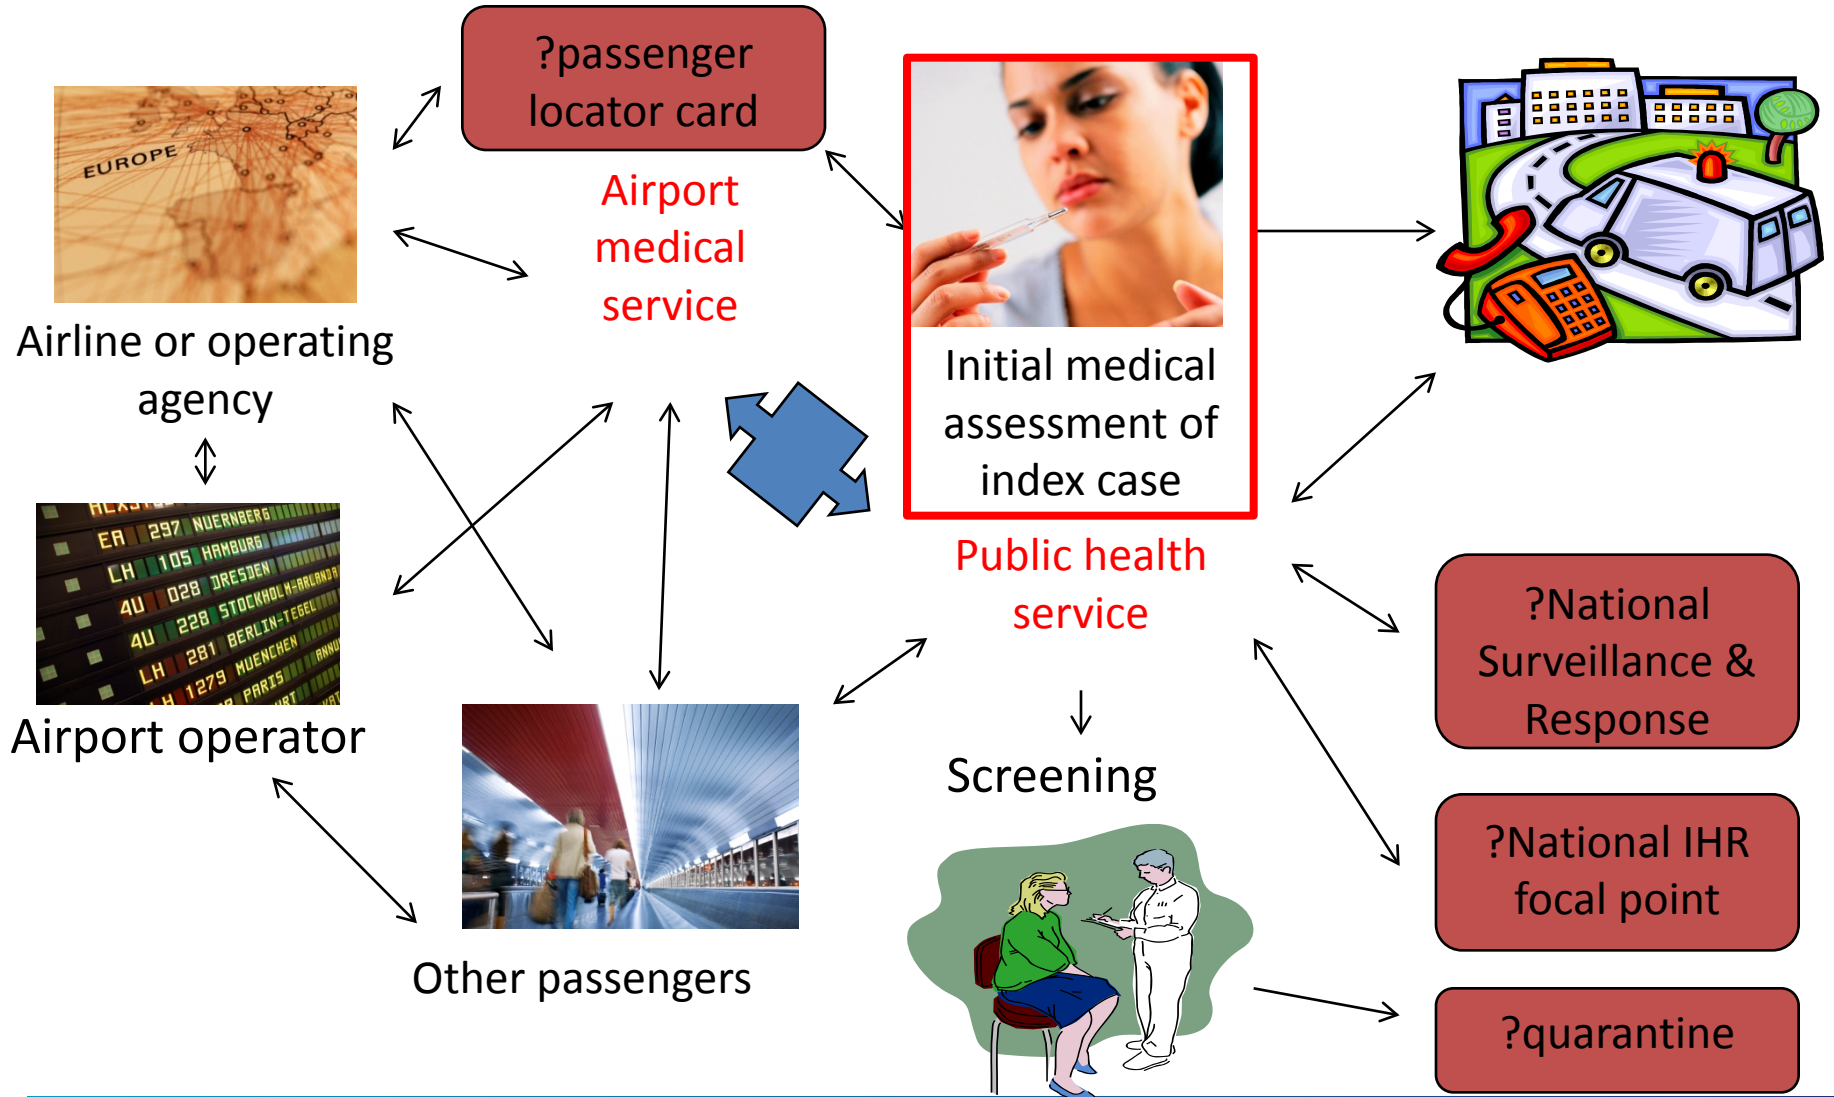 ?passenger
locator card
EUROPE
Airport
medical
service
Airline or operating
agency
Initial medical
assessment of
index case
EA 297 NUERNBERG
LH 105 HAMBURG
4U 028 DRESDEN
4U 228 STOCKHOLM-ARLANDA
LH 281 BERLIN-TEGEL
LH 1279 MUENCHEN
PARIS
Airport operator
Public health
service
?National
Surveillance &
Response
Screening
?National IHR
focal point
Other passengers
?quarantine